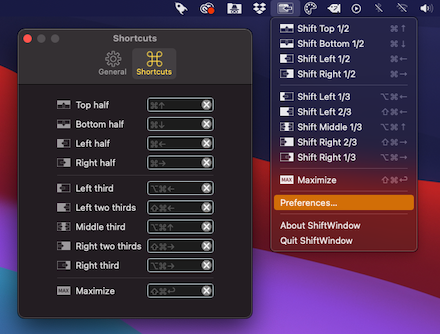 Shortcuts
General
Shortcuts
Top half ⌘↑
Bottom half ⌘↓
Left half ⌘←
Right half ⌘→
Left third ⌥⌘←
Left two thirds ⇧⌘←
Middle third ⌥⌘↑
Right two thirds ⇧⌘→
Right third ⌥⌘→
MAX Maximize ⇧⌘↩
Shift Top 1/2 ⌘↑
Shift Bottom 1/2 ⌘↓
Shift Left 1/2 ⌘←
Shift Right 1/2 ⌘→
Shift Left 1/3 ⌥⌘←
Shift Left 2/3 ⇧⌘←
Shift Middle 1/3 ⌥⌘↑
Shift Right 2/3 ⇧⌘→
Shift Right 1/3 ⌥⌘→
MAX Maximize ⇧⌘↩
Preferences...
About ShiftWindow
Quit ShiftWindow